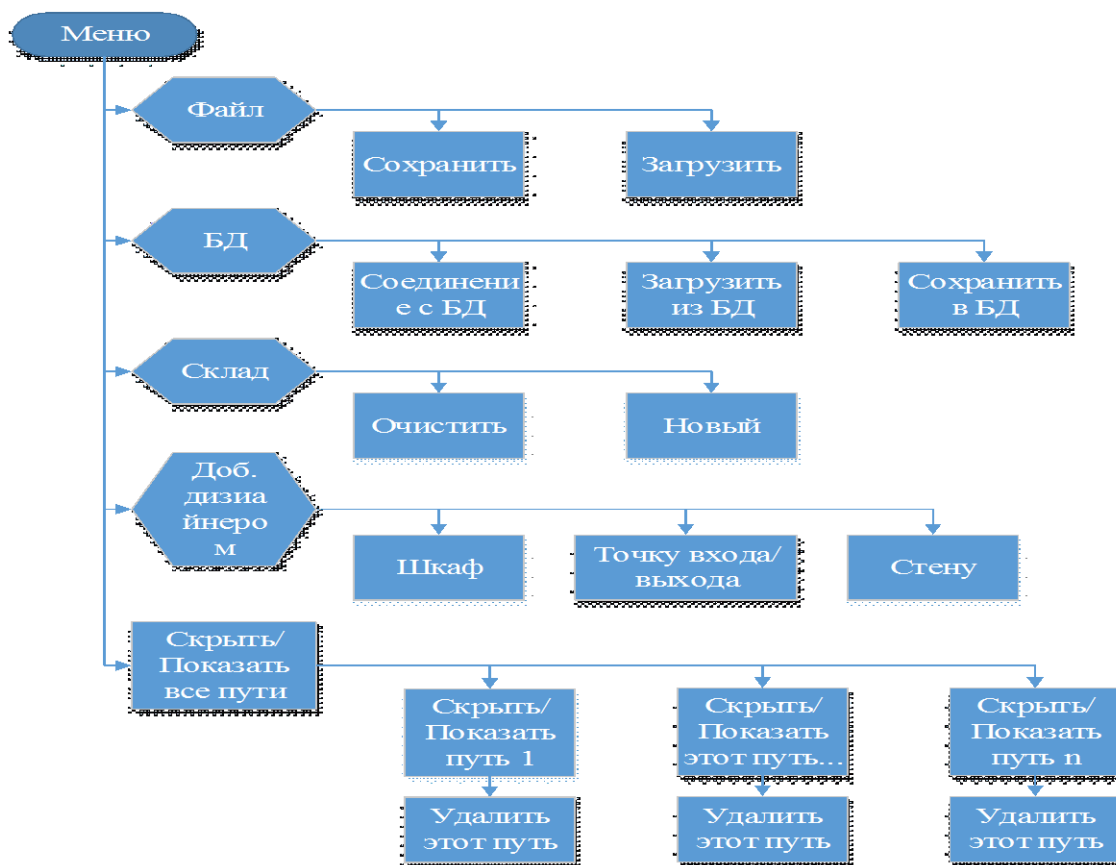 Меню
Файл
Сохранить
Загрузить
БД
Соединени
е с БД
Загрузить
из БД
Сохранить
в БД
Склад
Очистить
Новый
Доб.
дизиа
йнеро
м
Шкаф
Точку входа/
выхода
Стену
Скрыть/
Показать
все пути
Скрыть/
Показать
путь 1
Скрыть/
Показать
этот путь...
Скрыть/
Показать
путь n
Удалить
этот путь
Удалить
этот путь
Удалить
этот путь